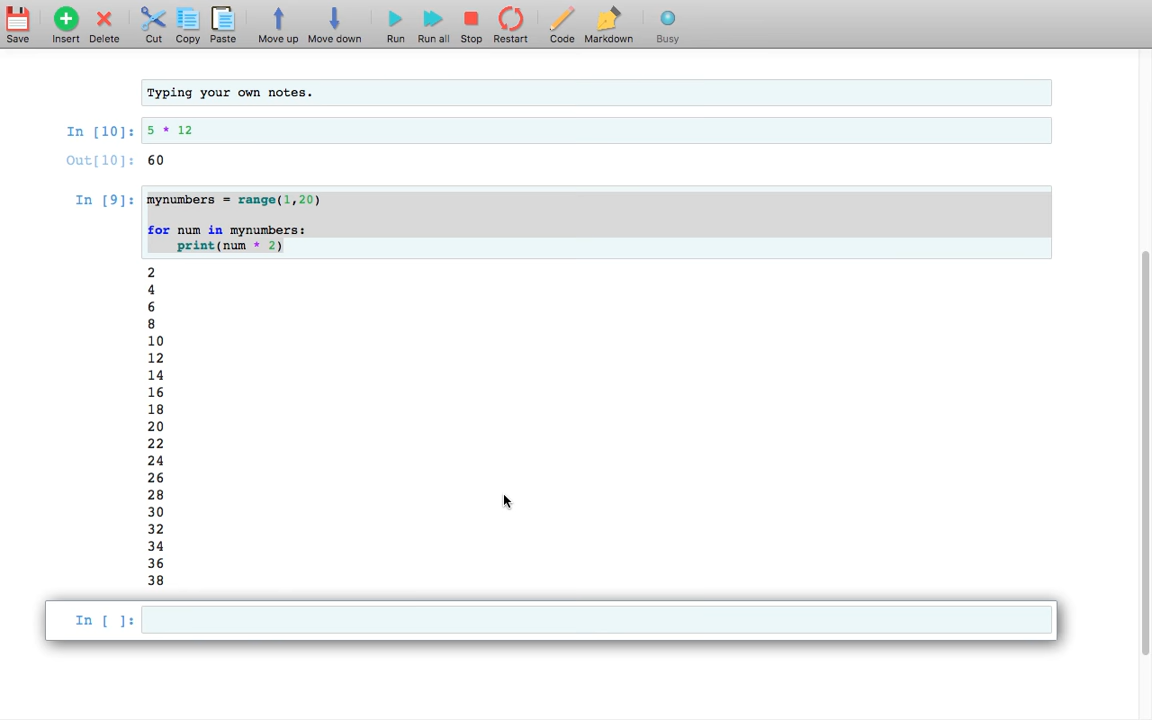 Save Insert Delete Cut Copy Paste Move up Move down Run Run all Stop Restart Code Markdown Busy
Typing your own notes.
In [10]: 5 * 12
Out[10]: 60
In [9]: mynumbers = range(1,20)
for num in mynumbers:
    print(num * 2)
2
4
6
8
10
12
14
16
18
20
22
24
26
28
30
32
34
36
38
In [ ]: